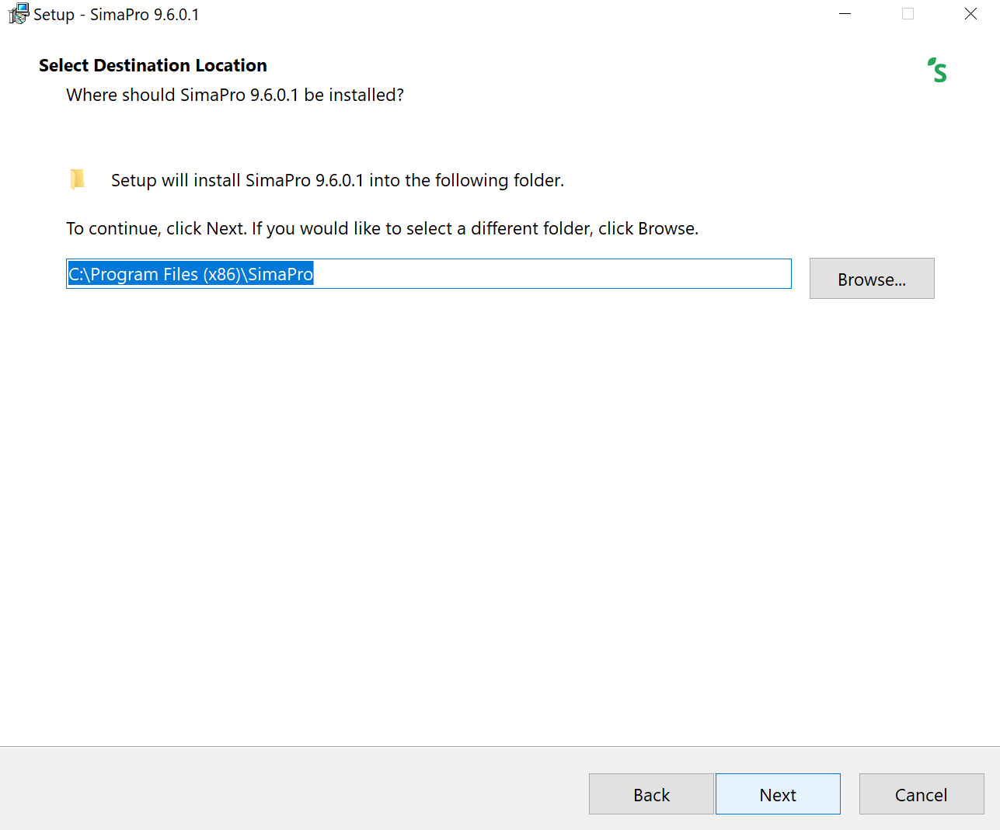 Setup - SimaPro 9.6.0.1
Select Destination Location
Where should SimaPro 9.6.0.1 be installed?
S
Setup will install SimaPro 9.6.0.1 into the following folder.
To continue, click Next. If you would like to select a different folder, click Browse.
C:\Program Files (x86)\SimaPro
Browse...
Back
Next
Cancel